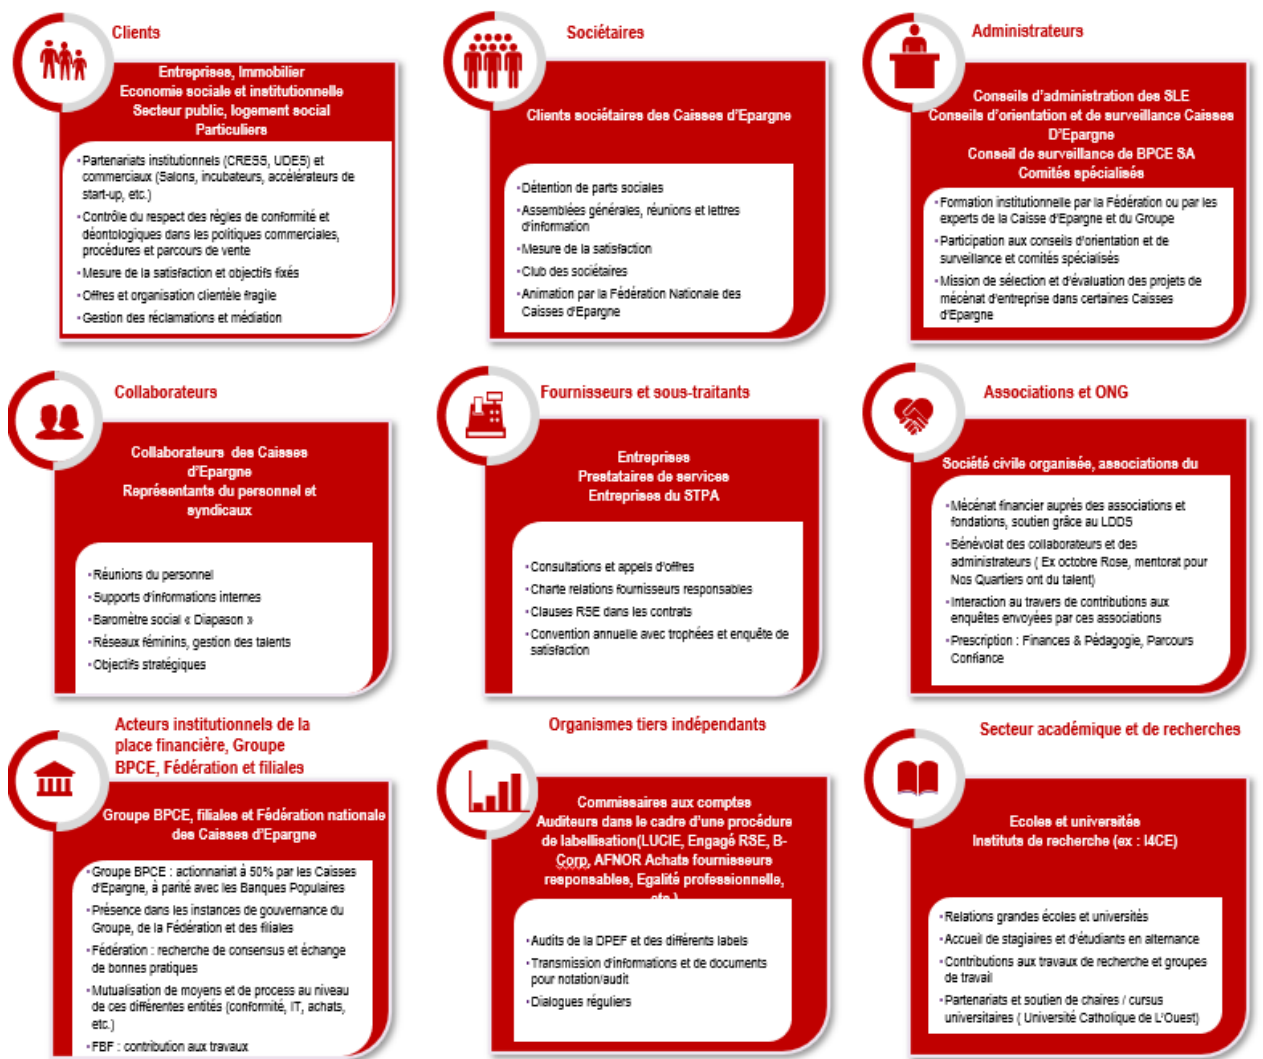 Clients
Entreprises, Immobilier
Economie sociale et institutionnelle
Secteur public, logement social
Particuliers
▪Partenariats institutionnels (CRESS, UDES) et
commerciaux (Salons, incubateurs, accélérateurs de
start-up, etc.)
▪Contrôle du respect des règles de conformité et
déontologiques dans les politiques commerciales,
procédures et parcours de vente
▪Mesure de la satisfaction et objectifs fixés
▪Offres et organisation clientèle fragile
▪Gestion des réclamations et médiation
Sociétaires
Clients sociétaires des Caisses d'Epargne
▪Détention de parts sociales
▪Assemblées générales, réunions et lettres
d'information
▪Mesure de la satisfaction
▪Club des sociétaires
▪Animation par la Fédération Nationale des
Caisses d'Epargne
Administrateurs
Conseils d'administration des SLE
Conseils d'orientation et de surveillance Caisses
D'Epargne
Conseil de surveillance de BPCE SA
Comités spécialisés
▪Formation institutionnelle par la Fédération ou par les
experts de la Caisse d'Epargne et du Groupe
▪Participation aux conseils d'orientation et de
surveillance et comités spécialisés
▪Mission de sélection et d'évaluation des projets de
mécénat d'entreprise dans certaines Caisses
d'Epargne
Collaborateurs
Collaborateurs des Caisses
d'Epargne
Représentants du personnel et
syndicaux
▪Réunions du personnel
▪Supports d'informations internes
▪Baromètre social « Diapason »
▪Réseaux féminins, gestion des talents
▪Objectifs stratégiques
Fournisseurs et sous-traitants
Entreprises
Prestataires de services
Entreprises du STPA
▪Consultations et appels d'offres
▪Charte relations fournisseurs responsables
▪Clauses RSE dans les contrats
▪Convention annuelle avec trophées et enquête de
satisfaction
Associations et ONG
Société civile organisée, associations du
▪Mécénat financier auprès des associations et
fondations, soutien grâce au LDDS
▪Bénévolat des collaborateurs et des
administrateurs ( Ex octobre Rose, mentorat pour
Nos Quartiers ont du talent)
▪Interaction au travers de contributions aux
enquêtes envoyées par ces associations
▪Prescription : Finances & Pédagogie, Parcours
Confiance
Acteurs institutionnels de la
place financière, Groupe
BPCE, Fédération et filiales
Groupe BPCE, filiales et Fédération nationale
des Caisses d'Epargne
▪Groupe BPCE : actionnariat à 50% par les Caisses
d'Epargne, à parité avec les Banques Populaires
▪Présence dans les instances de gouvernance du
Groupe, de la Fédération et des filiales
▪Fédération : recherche de consensus et échange
de bonnes pratiques
▪Mutualisation de moyens et de process au niveau
de ces différentes entités (conformité, IT, achats,
etc.)
▪FBF : contribution aux travaux
Organismes tiers indépendants
Commissaires aux comptes
Auditeurs dans le cadre d'une procédure
de labellisation(LUCIE, Engagé RSE, B-
Corp, AFNOR Achats fournisseurs
responsables, Egalité professionnelle,
etc.)
▪Audits de la DPEF et des différents labels
▪Transmission d'informations et de documents
pour notation/audit
▪Dialogues réguliers
Secteur académique et de recherches
Ecoles et universités
Instituts de recherche (ex : I4CE)
▪Relations grandes écoles et universités
▪Accueil de stagiaires et d'étudiants en alternance
▪Contributions aux travaux de recherche et groupes
de travail
▪Partenariats et soutien de chaires / cursus
universitaires ( Université Catholique de L'Ouest)